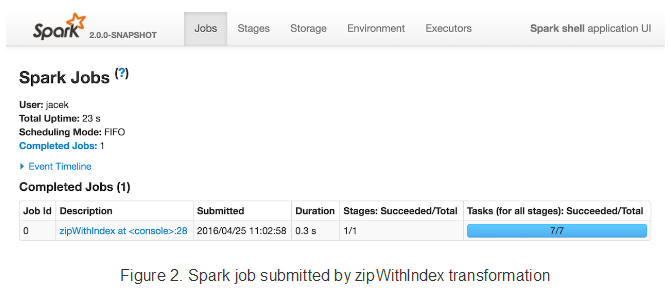 Spark 2.0.0-SNAPSHOT Jobs Stages Storage Environment Executors Spark shell application UI
Spark Jobs (?)
User: jacek
Total Uptime: 23 s
Scheduling Mode: FIFO
Completed Jobs: 1
Event Timeline
Completed Jobs (1)
Job Id Description Submitted Duration Stages: Succeeded/Total Tasks (for all stages): Succeeded/Total
0 zipWithIndex at <console>:28 2016/04/25 11:02:58 0.3 s 1/1 7/7
Figure 2. Spark job submitted by zipWithIndex transformation